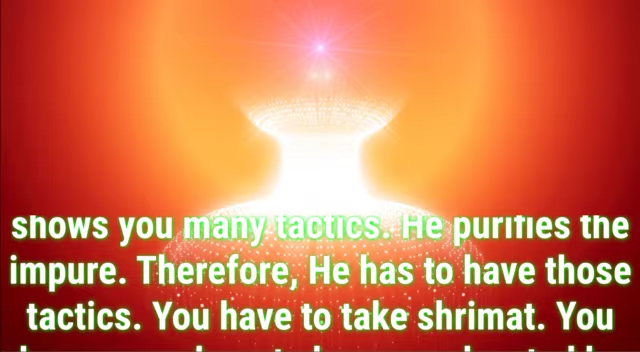 shows you many tactics. He purifies the
impure. Therefore, He has to have those
tactics. You have to take shrimat. You